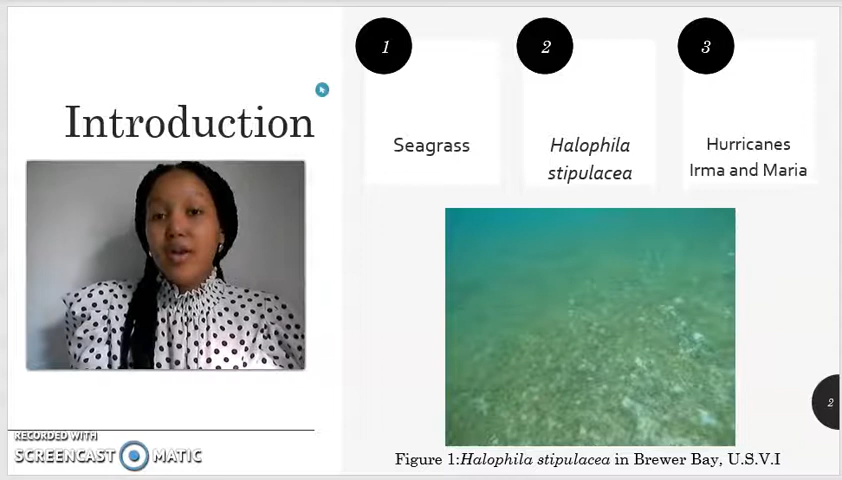 Introduction
1
Seagrass
2
Halophila
stipulacea
3
Hurricanes
Irma and Maria
Figure 1:Halophila stipulacea in Brewer Bay, U.S.V.I
2
RECORDED WITH
SCREENCAST MATIC